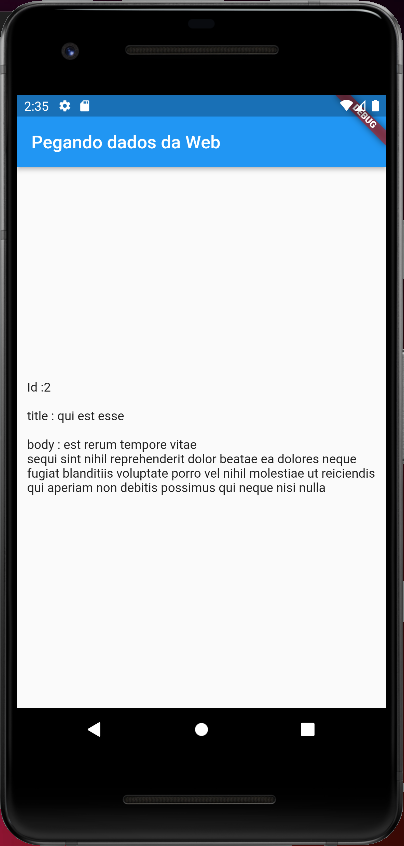 2:35
DEBUG
Pegando dados da Web
Id :2
title : qui est esse
body : est rerum tempore vitae
sequi sint nihil reprehenderit dolor beatae ea dolores neque
fugiat blanditiis voluptate porro vel nihil molestiae ut reiciendis
qui aperiam non debitis possimus qui neque nisi nulla